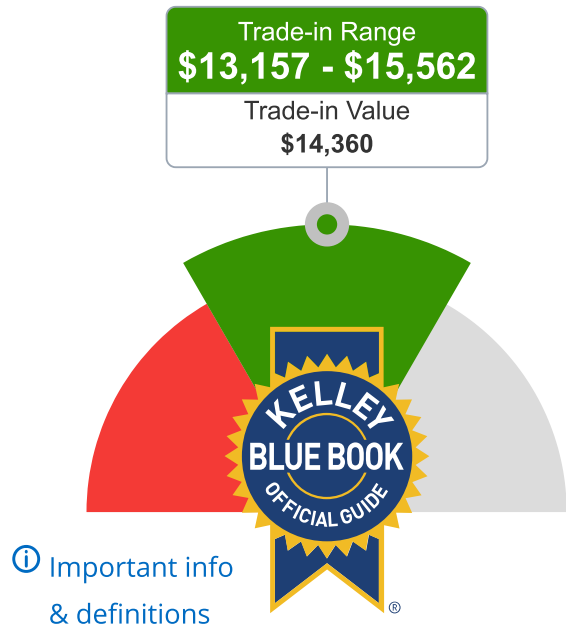 Trade-in Range
$13,157 - $15,562
Trade-in Value
$14,360
KELLEY
BLUE BOOK
OFFICIAL GUIDE
®
Important info
& definitions